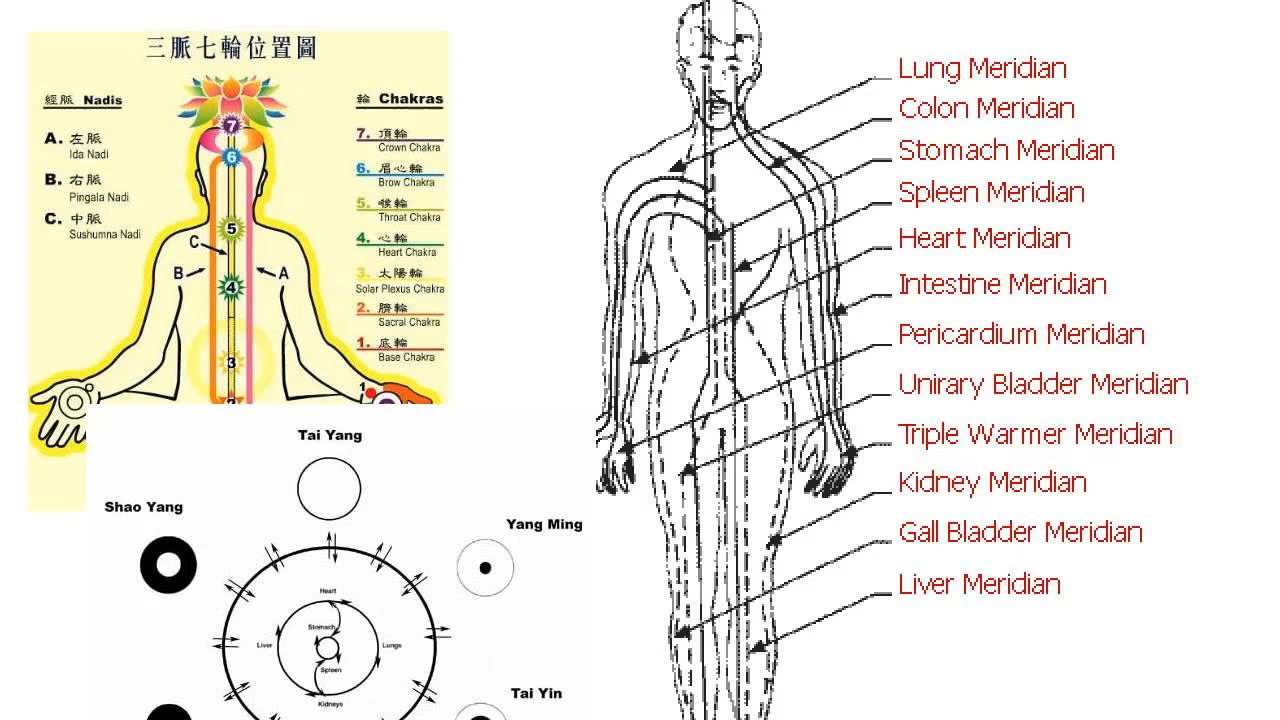 三脈七輪位置圖
經脈 Nadis
A. 左脈
Ida Nadi
B. 右脈
Pingala Nadi
C. 中脈
Sushumna Nadi
輪 Chakras
7. 頂輪
Crown Chakra
6. 眉心輪
Brow Chakra
5. 喉輪
Throat Chakra
4. 心輪
Heart Chakra
3. 太陽輪
Solar Plexus Chakra
2. 臍輪
Sacral Chakra
1. 底輪
Base Chakra
7
6
5
C
B
A
4
3
1
Tai Yang
Shao Yang
Yang Ming
Heart
Stomach
Liver
Lungs
Spleen
Kidneys
Tai Yin
Lung Meridian
Colon Meridian
Stomach Meridian
Spleen Meridian
Heart Meridian
Intestine Meridian
Pericardium Meridian
Unirary Bladder Meridian
Triple Warmer Meridian
Kidney Meridian
Gall Bladder Meridian
Liver Meridian